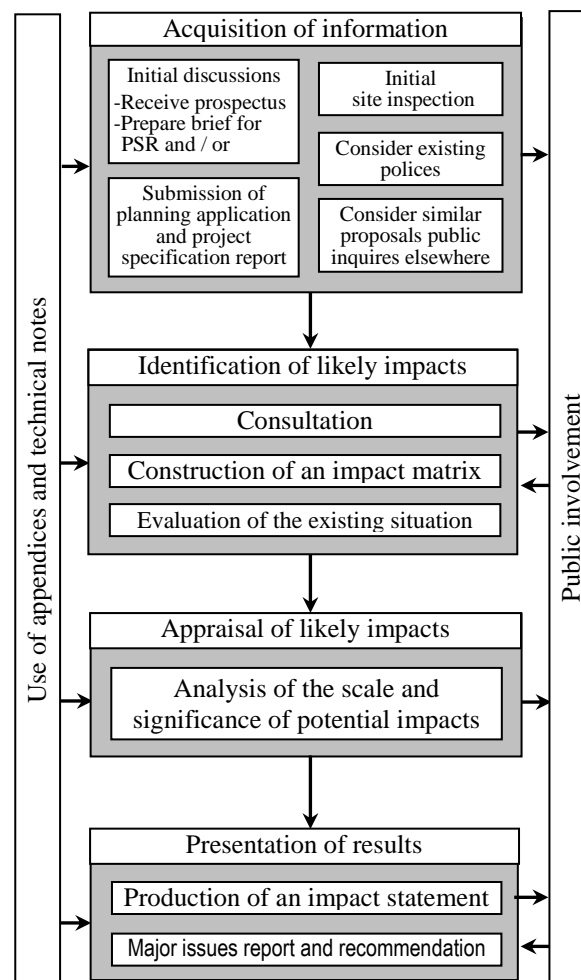 Acquisition of information
Initial discussions
-Receive prospectus
-Prepare brief for
PSR and / or
Submission of
planning application
and project
specification report
Initial
site inspection
Consider existing
polices
Consider similar
proposals public
inquires elsewhere
Identification of likely impacts
Consultation
Construction of an impact matrix
Evaluation of the existing situation
Appraisal of likely impacts
Analysis of the scale and
significance of potential impacts
Presentation of results
Production of an impact statement
Major issues report and recommendation
Use of appendices and technical notes
Public involvement